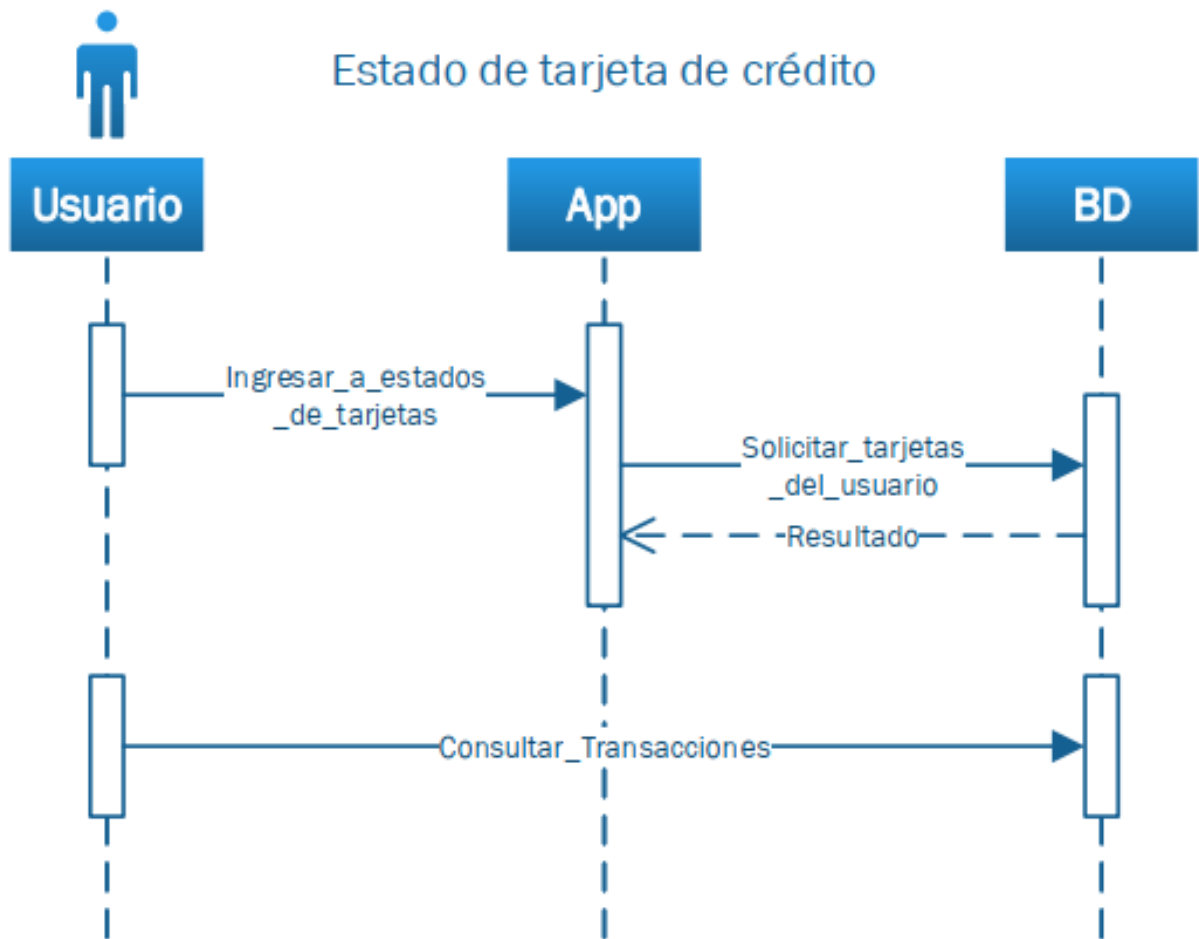 Estado de tarjeta de crédito
Usuario
App
BD
Ingresar_a_estados
_de_tarjetas
Solicitar_tarjetas
_del_usuario
Resultado
Consultar_Transacciones